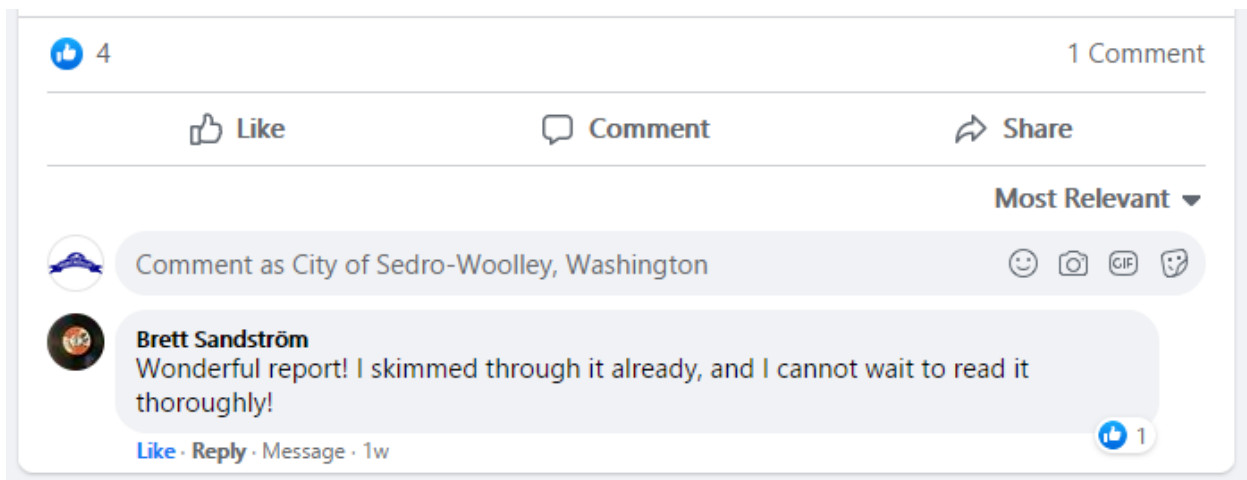 4
1 Comment
Like
Comment
Share
Most Relevant
Comment as City of Sedro-Woolley, Washington
GIF
Brett Sandström
Wonderful report! I skimmed through it already, and I cannot wait to read it
thoroughly!
1
Like · Reply · Message · 1w